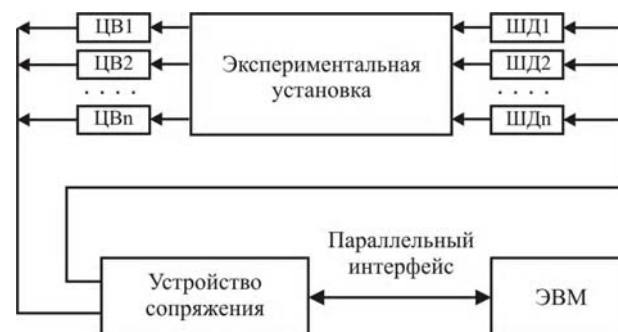 ЦВ1
ЦВ2
. . . .
ЦВn
Экспериментальная
установка
ШД1
ШД2
. . . .
ШДn
Параллельный
интерфейс
Устройство
сопряжения
ЭВМ